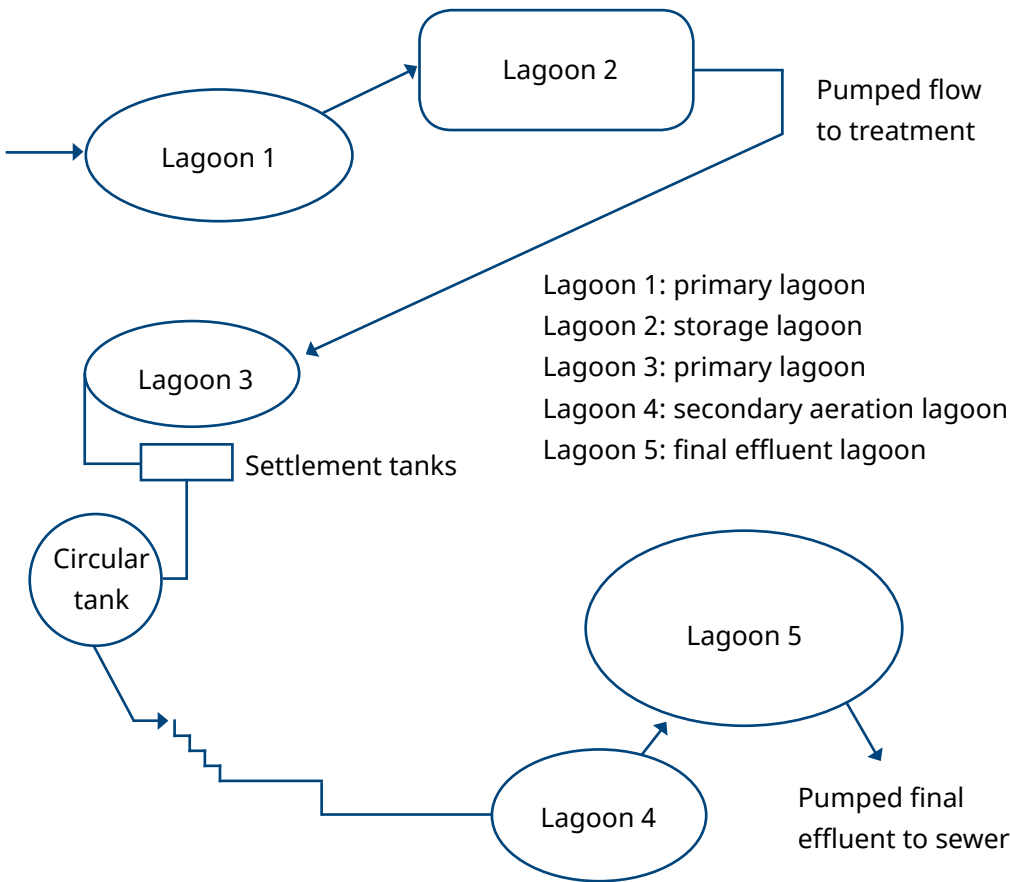 Lagoon 2
Pumped flow
to treatment
Lagoon 1
Lagoon 1: primary lagoon
Lagoon 2: storage lagoon
Lagoon 3: primary lagoon
Lagoon 4: secondary aeration lagoon
Lagoon 5: final effluent lagoon
Lagoon 3
Settlement tanks
Circular
tank
Lagoon 5
Lagoon 4
Pumped final
effluent to sewer